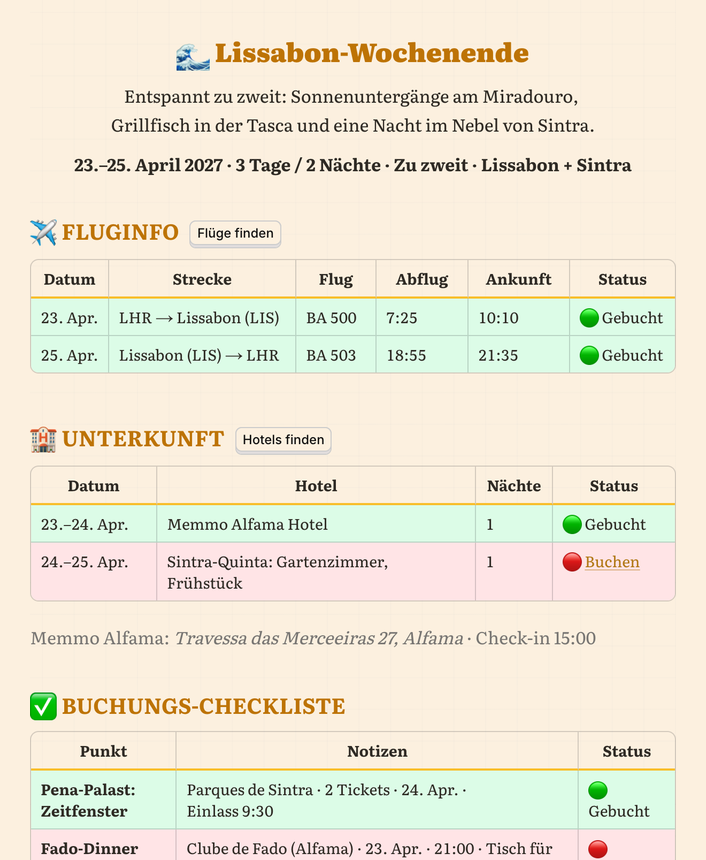 🌊 Lissabon-Wochenende
Entspannt zu zweit: Sonnenuntergänge am Miradouro,
Grillfisch in der Tasca und eine Nacht im Nebel von Sintra.
23.–25. April 2027 · 3 Tage / 2 Nächte · Zu zweit · Lissabon + Sintra
✈️ FLUGINFO Flüge finden
Datum Strecke Flug Abflug Ankunft Status
23. Apr. LHR → Lissabon (LIS) BA 500 7:25 10:10 🟢 Gebucht
25. Apr. Lissabon (LIS) → LHR BA 503 18:55 21:35 🟢 Gebucht
🏩 UNTERKUNFT Hotels finden
Datum Hotel Nächte Status
23.–24. Apr. Memmo Alfama Hotel 1 🟢 Gebucht
24.–25. Apr. Sintra-Quinta: Gartenzimmer, 1 🔴 Buchen
Frühstück
Memmo Alfama: Travessa das Merceeiras 27, Alfama · Check-in 15:00
✅ BUCHUNGS-CHECKLISTE
Punkt Notizen Status
Pena-Palast: Parques de Sintra · 2 Tickets · 24. Apr. · 🟢
Zeitfenster Einlass 9:30 Gebucht
Fado-Dinner Clube de Fado (Alfama) · 23. Apr. · 21:00 · Tisch für 🔴